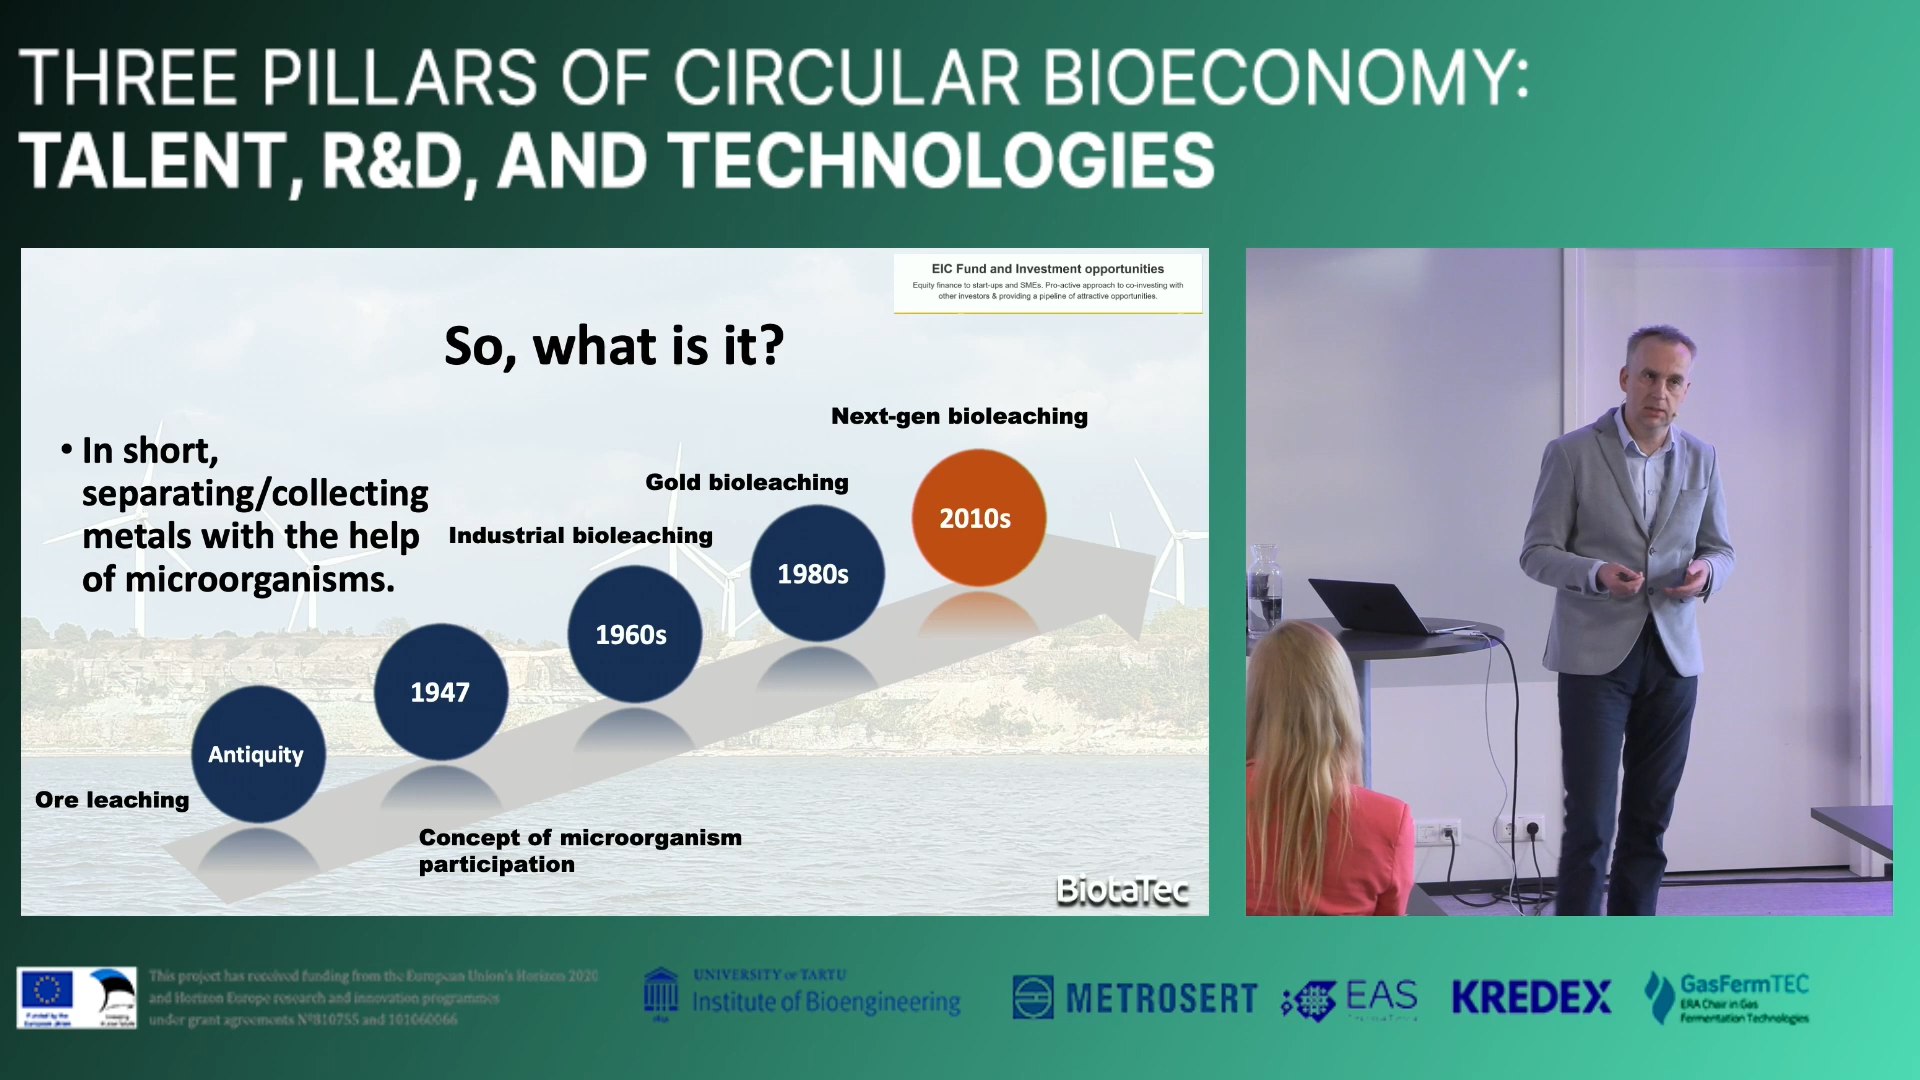 THREE PILLARS OF CIRCULAR BIOECONOMY:
TALENT, R&D, AND TECHNOLOGIES
EIC Fund and Investment opportunities
Equity finance to start-ups and SMEs. Pro-active approach to co-investing with
other investors & providing a pipeline of attractive opportunities.
So, what is it?
• In short,
separating/collecting
metals with the help
of microorganisms.
Next-gen bioleaching
Gold bioleaching
Industrial bioleaching
2010s
1980s
1960s
1947
Antiquity
Ore leaching
Concept of microorganism
participation
BiotaTec
This project has received funding from the European Union's Horizon 2020
and Horizon Europe research and innovation programmes
under grant agreements Nº810755 and 101060066
Funded by the
European Union
UNIVERSITY OF TARTU
Institute of Bioengineering
METROSERT
EAS
KREDEX
GasFermTEC
ERA Chair in Gas
Fermentation Technologies